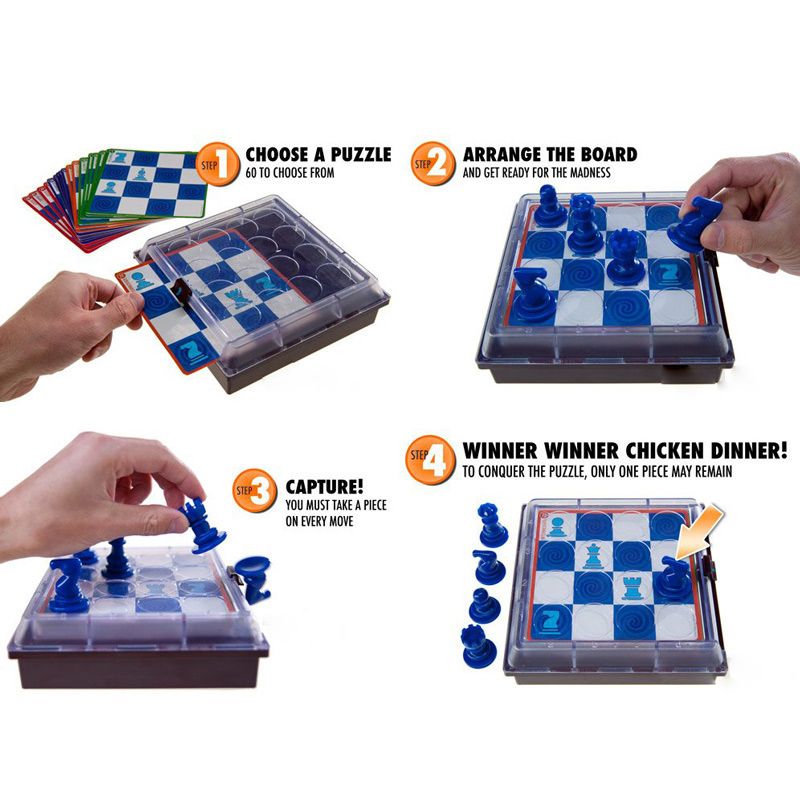 STEP 1 CHOOSE A PUZZLE
60 TO CHOOSE FROM
STEP 2 ARRANGE THE BOARD
AND GET READY FOR THE MADNESS
STEP 3 CAPTURE!
YOU MUST TAKE A PIECE
ON EVERY MOVE
STEP 4 WINNER WINNER CHICKEN DINNER!
TO CONQUER THE PUZZLE, ONLY ONE PIECE MAY REMAIN